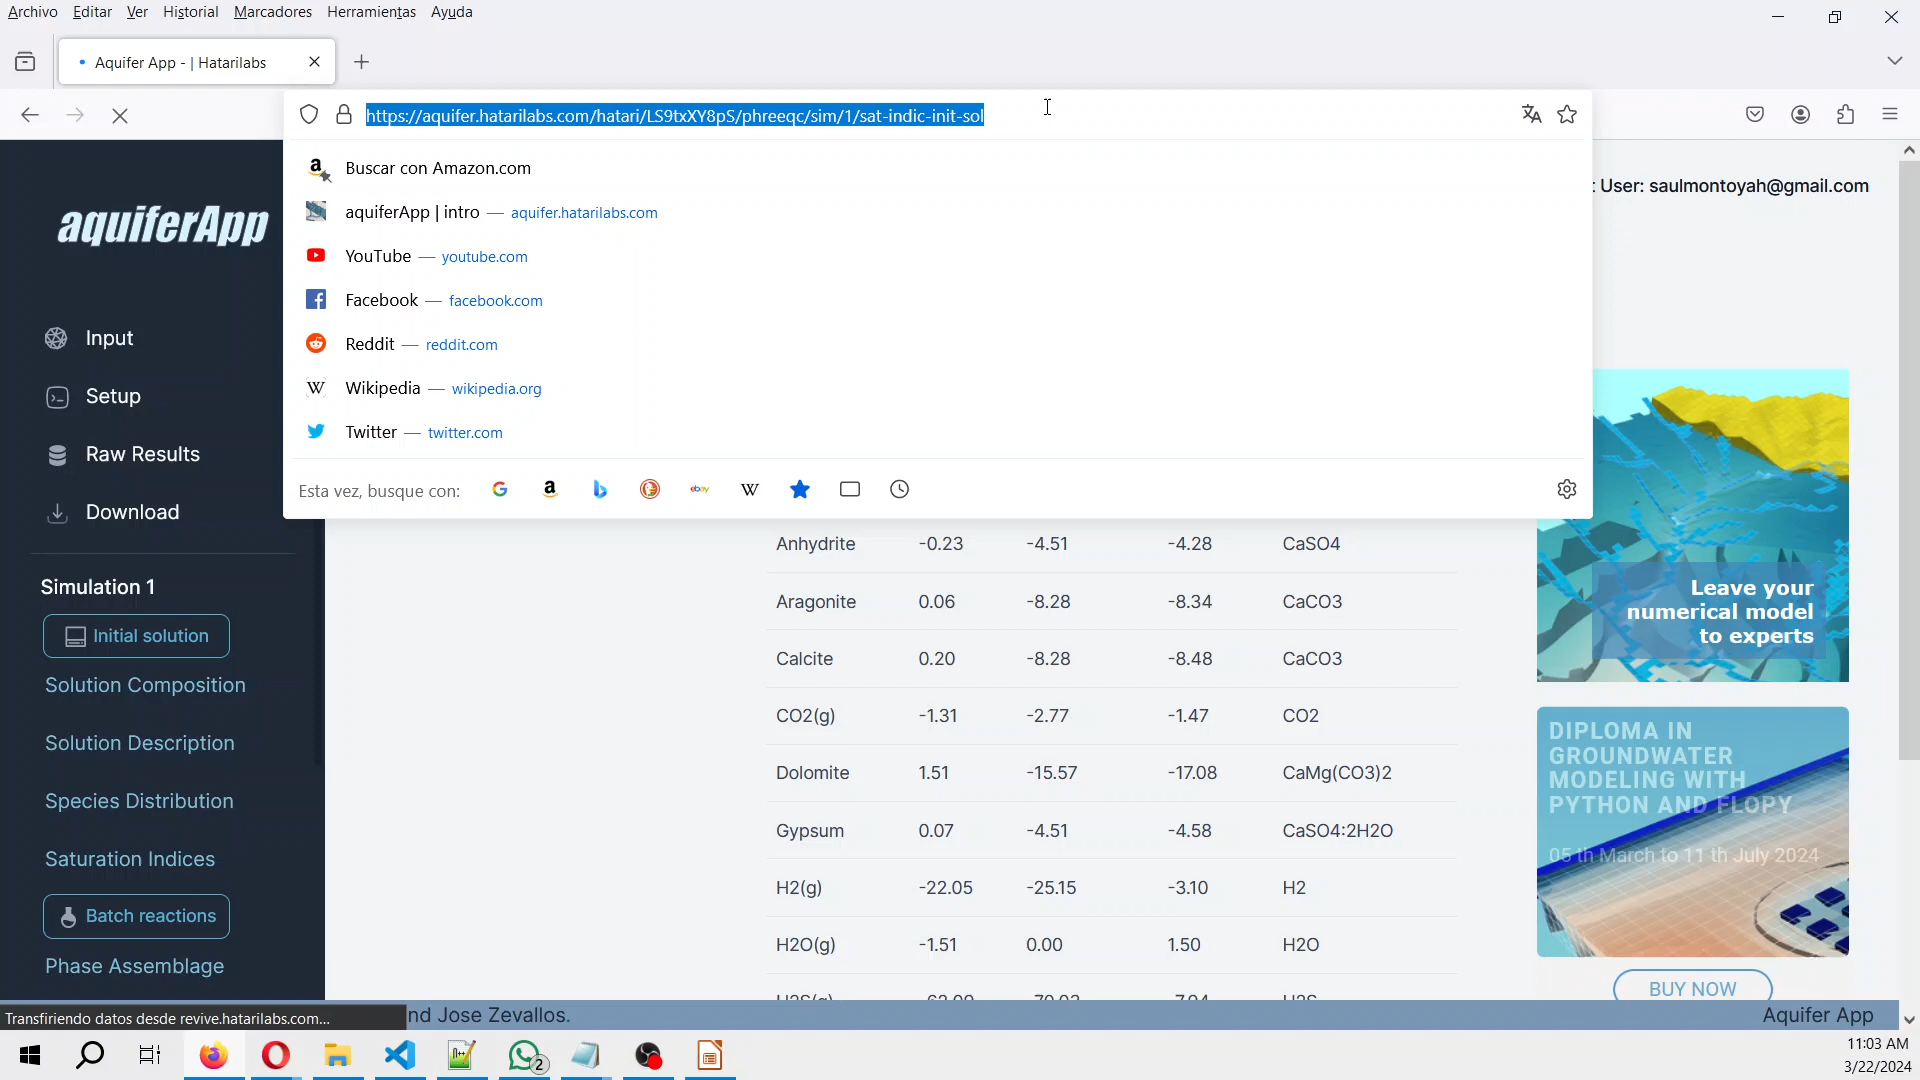 Archivo Editar Ver Historial Marcadores Herramientas Ayuda
Aquifer App - | Hatarilabs
https://aquifer.hatarilabs.com/hatari/LS9txXY8pS/phreeqc/sim/1/sat-indic-init-sol
Buscar con Amazon.com
aquiferApp | intro — aquifer.hatarilabs.com
YouTube — youtube.com
Facebook — facebook.com
Reddit — reddit.com
Wikipedia — wikipedia.org
Twitter — twitter.com
Esta vez, busque con:
: User: saulmontoyah@gmail.com
aquiferApp
Input
Setup
Raw Results
Download
Simulation 1
Initial solution
Solution Composition
Solution Description
Species Distribution
Saturation Indices
Batch reactions
Phase Assemblage
Anhydrite -0.23 -4.51 -4.28 CaSO4
Aragonite 0.06 -8.28 -8.34 CaCO3
Calcite 0.20 -8.28 -8.48 CaCO3
CO2(g) -1.31 -2.77 -1.47 CO2
Dolomite 1.51 -15.57 -17.08 CaMg(CO3)2
Gypsum 0.07 -4.51 -4.58 CaSO4:2H2O
H2(g) -22.05 -25.15 -3.10 H2
H2O(g) -1.51 0.00 1.50 H2O
Leave your
numerical model
to experts
DIPLOMA IN
GROUNDWATER
MODELING WITH
PYTHON AND FLOPY
05 th March to 11 th July 2024
BUY NOW
Transfiriendo datos desde revive.hatarilabs.com...
nd Jose Zevallos.
Aquifer App
2
11:03 AM
3/22/2024